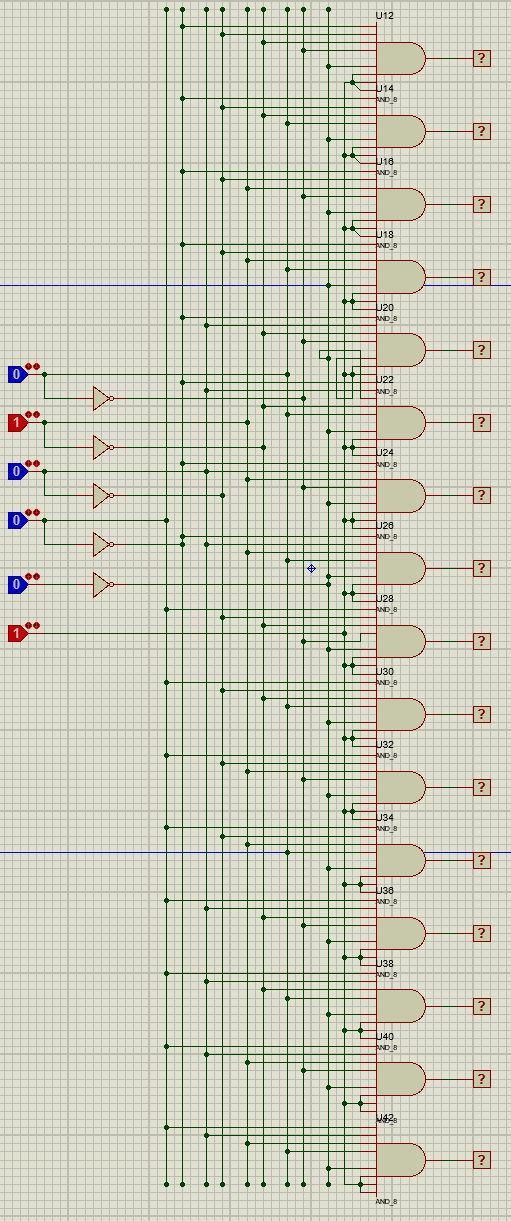 U12
?
U14
AND_8
?
U16
AND_8
?
U18
AND_8
?
U20
AND_8
?
0
U22
AND_8
1
?
U24
AND_8
0
?
0
U26
AND_8
?
0
U28
AND_8
1
?
U30
AND_8
?
U32
AND_8
?
U34
AND_8
?
U36
AND_8
?
U38
AND_8
?
U40
AND_8
?
U42
AND_8
?
AND_8